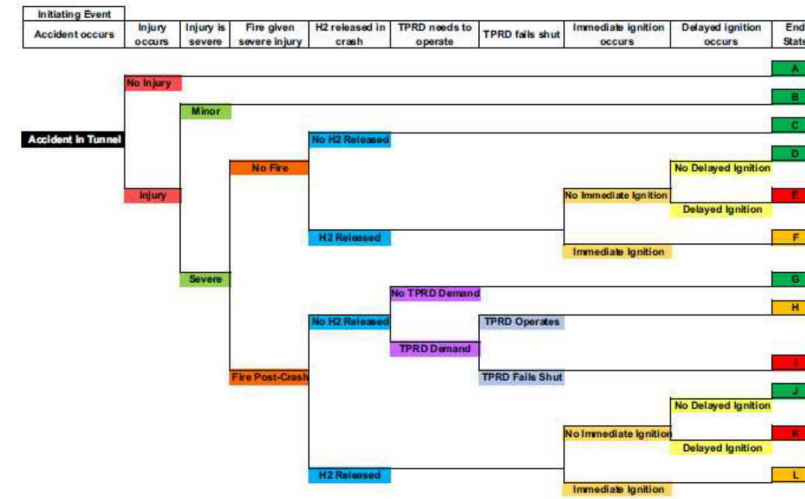 Initiating Event
Accident occurs
Injury occurs
Injury is severe
Fire given severe injury
H2 released in crash
TPRD needs to operate
TPRD fails shut
Immediate ignition occurs
Delayed ignition occurs
End State
A
No Injury
B
Minor
C
Accident In Tunnel
No H2 Released
D
No Fire
No Delayed Ignition
Injury
No Immediate Ignition
E
Delayed Ignition
H2 Released
F
Immediate Ignition
Severe
G
No TPRD Demand
H
No H2 Released
TPRD Operates
TPRD Demand
I
Fire Post-Crash
TPRD Fails Shut
J
No Delayed Ignition
No Immediate Ignition
K
Delayed Ignition
H2 Released
L
Immediate Ignition